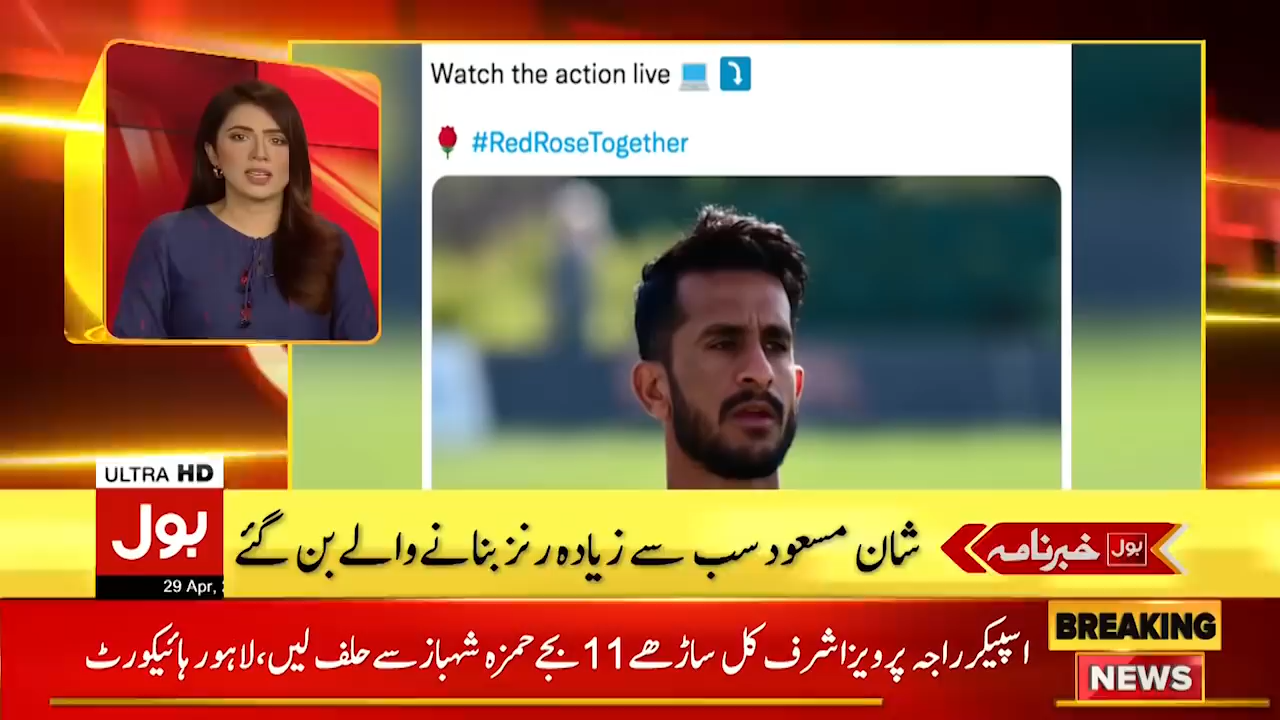 Watch the action live
#RedRoseTogether
ULTRA HD
بول
29 Apr,
شان مسعود سب سے زیادہ رنز بنانے والے بن گئے
بول خبرنامہ
اسپیکر راجہ پرویز اشرف کل ساڑھے 11 بجے حمزہ شہباز سے حلف لیں، لاہور ہائیکورٹ
BREAKING
NEWS